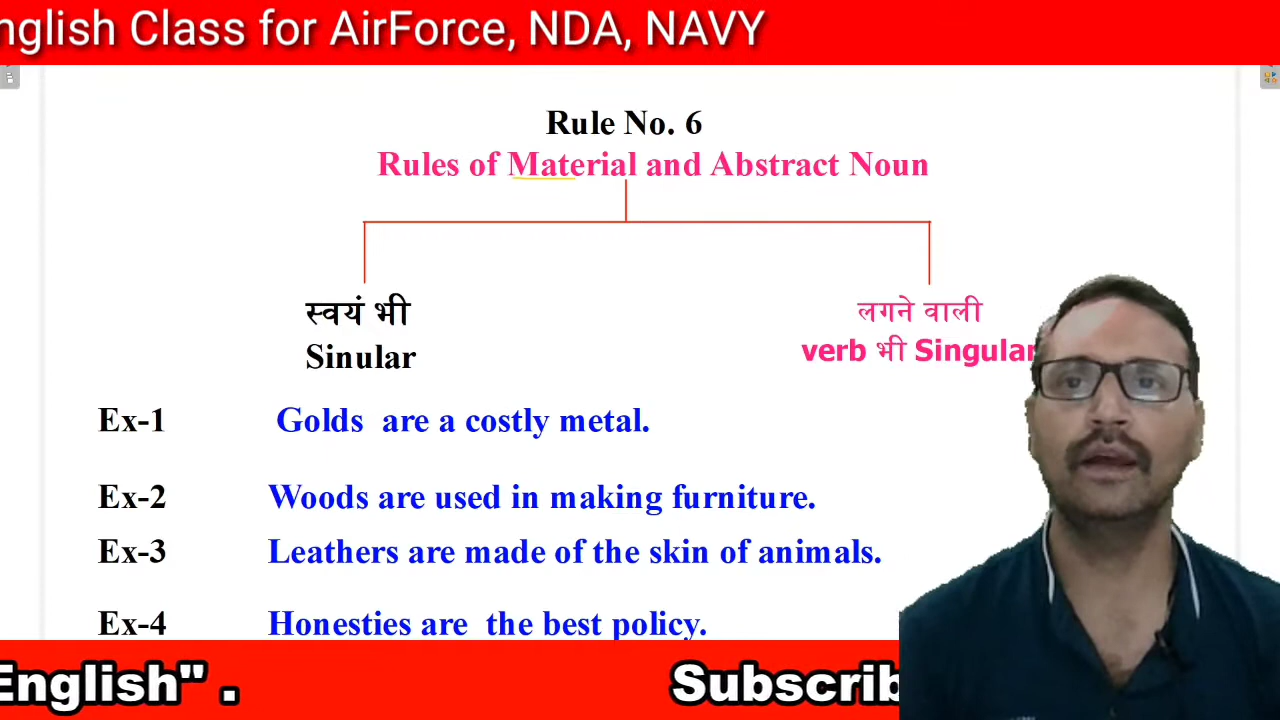 nglish Class for AirForce, NDA, NAVY
Rule No. 6
Rules of Material and Abstract Noun
स्वयं भी
Sinular
लगने वाली
verb भी Singular
Ex-1 Golds are a costly metal.
Ex-2 Woods are used in making furniture.
Ex-3 Leathers are made of the skin of animals.
Ex-4 Honesties are the best policy.
English" . Subscrib